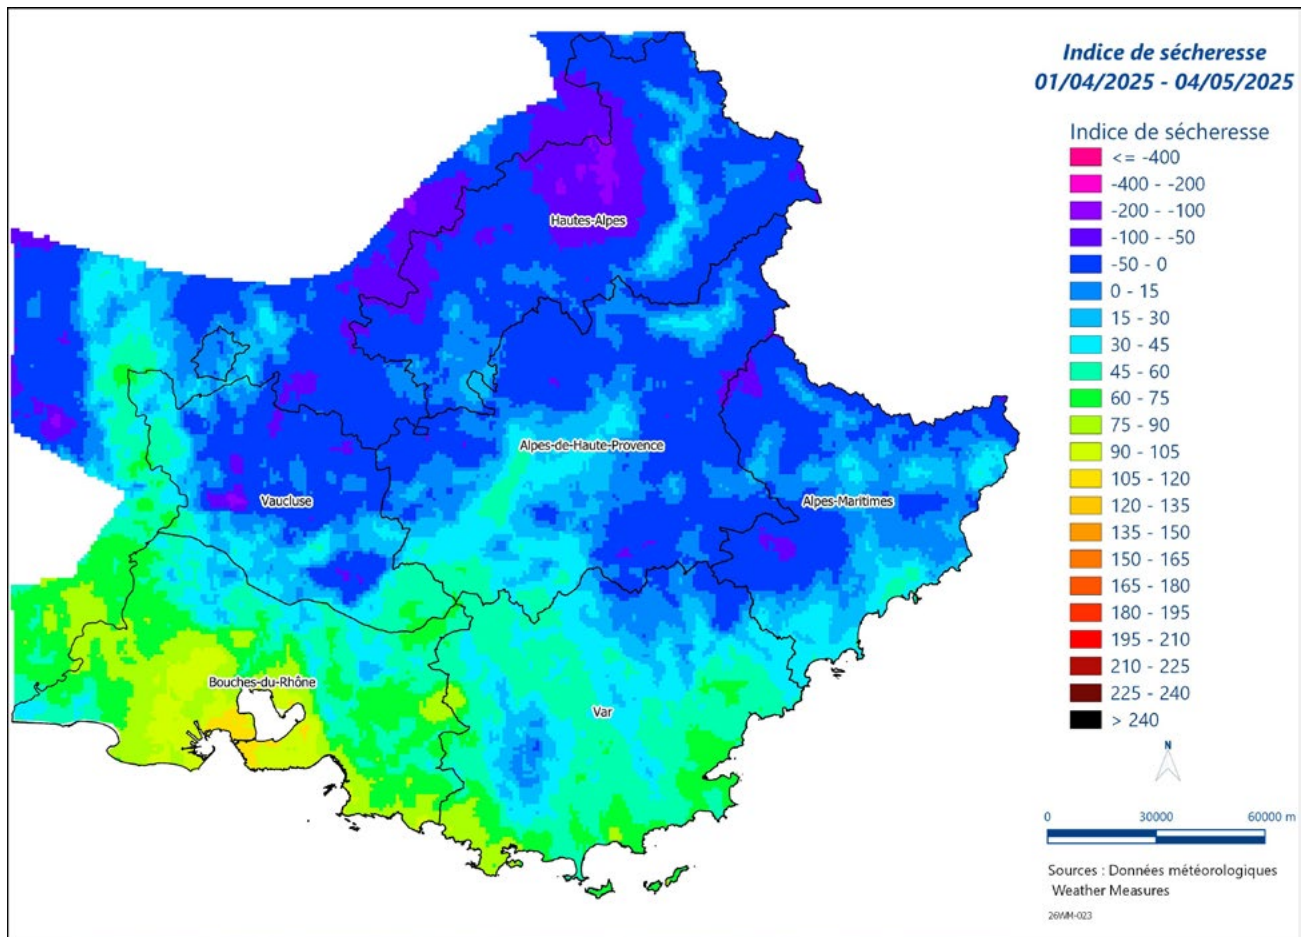 Indice de sécheresse
01/04/2025 - 04/05/2025
Indice de sécheresse
<= -400
-400 - -200
-200 - -100
-100 - -50
-50 - 0
0 - 15
15 - 30
30 - 45
45 - 60
60 - 75
75 - 90
90 - 105
105 - 120
120 - 135
135 - 150
150 - 165
165 - 180
180 - 195
195 - 210
210 - 225
225 - 240
> 240
Hautes-Alpes
Alpes-de-Haute-Provence
Vaucluse
Alpes-Maritimes
Bouches-du-Rhône
Var
N
0 30000 60000 m
Sources : Données météorologiques
Weather Measures
26WM-023